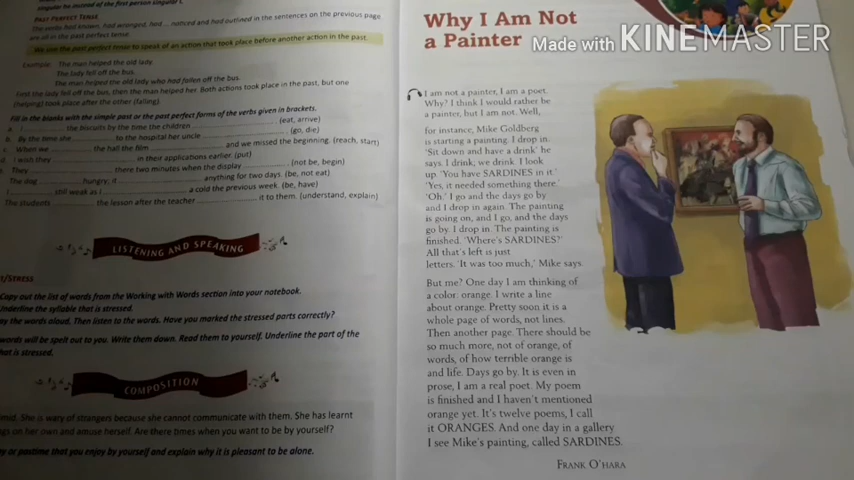 singular he instead of the first person singular I.
PAST PERFECT TENSE
The verbs had known, had arranged, had ... noticed and had outlined in the sentences on the previous page
are all in the past perfect tense.
We use the past perfect tense to speak of an action that took place before another action in the past.
Example: The man helped the old lady.
The lady fell off the bus.
The man helped the old lady who had fallen off the bus.
First the lady fell off the bus, then the man helped her. Both actions took place in the past, but one
(helping) took place after the other (falling).
Fill in the blanks with the simple past or the past perfect forms of the verbs given in brackets.
a. I the biscuits by the time the children (eat, arrive)
b. By the time she to the hospital her uncle (go, die)
c. When we the hall the film and we missed the beginning. (reach, start)
d. I wish they in their applications earlier. (put)
They there two minutes when the display (not be, begin)
The dog hungry, it anything for two days. (be, not eat)
I still weak as I a cold the previous week. (be, have)
The students the lesson after the teacher it to them. (understand, explain)
LISTENING AND SPEAKING
T/STRESS
Copy out the list of words from the Working with Words section into your notebook.
Underline the syllable that is stressed.
ay the words aloud. Then listen to the words. Have you marked the stressed parts correctly?
words will be spelt out to you. Write them down. Read them to yourself. Underline the part of the
hat is stressed.
COMPOSITION
imid. She is wary of strangers because she cannot communicate with them. She has learnt
gs on her own and amuse herself. Are there times when you want to be by yourself?
y or pastime that you enjoy by yourself and explain why it is pleasant to be alone.
Why I Am Not
a Painter
Made with KINEMASTER
I am not a painter, I am a poet.
Why? I think I would rather be
a painter, but I am not. Well,
for instance, Mike Goldberg
is starting a painting. I drop in.
'Sit down and have a drink' he
says. I drink; we drink. I look
up. 'You have SARDINES in it.'
'Yes, it needed something there.'
'Oh.' I go and the days go by
and I drop in again. The painting
is going on, and I go, and the days
go by. I drop in. The painting is
finished. 'Where's SARDINES?'
All that's left is just
letters. 'It was too much,' Mike says.
But me? One day I am thinking of
a color: orange. I write a line
about orange. Pretty soon it is a
whole page of words, not lines.
Then another page. There should be
so much more, not of orange, of
words, of how terrible orange is
and life. Days go by. It is even in
prose, I am a real poet. My poem
is finished and I haven't mentioned
orange yet. It's twelve poems, I call
it ORANGES. And one day in a gallery
I see Mike's painting, called SARDINES.
FRANK O'HARA